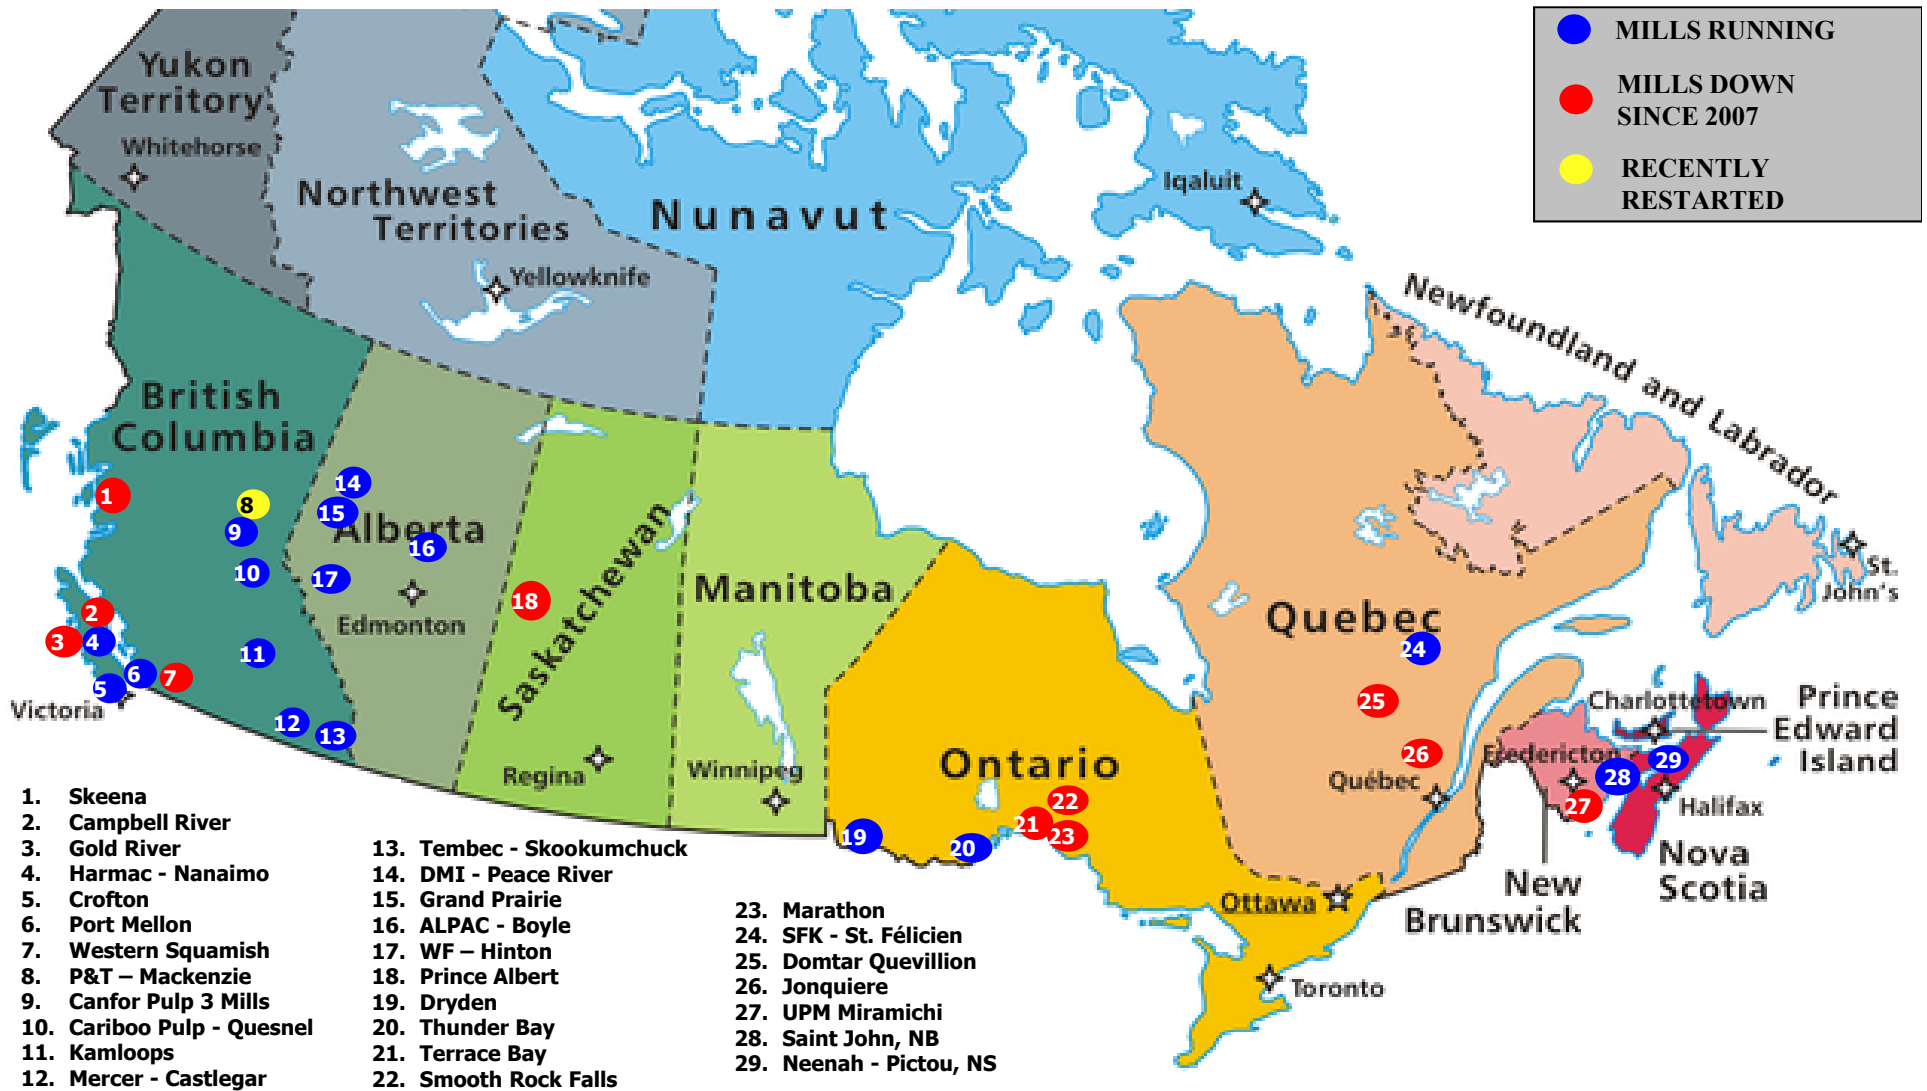 MILLS RUNNING
MILLS DOWN
SINCE 2007
RECENTLY
RESTARTED
Yukon
Territory
Whitehorse
Northwest
Territories
Yellowknife
Nunavut
Iqaluit
British
Columbia
Victoria
Alberta
Edmonton
Saskatchewan
Regina
Manitoba
Winnipeg
Ontario
Ottawa
Toronto
Quebec
Québec
Newfoundland and Labrador
St.
John's
Charlottetown
Prince
Edward
Island
Fredericton
Halifax
Nova
Scotia
New
Brunswick
1
2
3
4
5
6
7
8
9
10
11
12
13
14
15
16
17
18
19
20
21
22
23
24
25
26
27
28
29
1. Skeena
2. Campbell River
3. Gold River
4. Harmac - Nanaimo
5. Crofton
6. Port Mellon
7. Western Squamish
8. P&T – Mackenzie
9. Canfor Pulp 3 Mills
10. Cariboo Pulp - Quesnel
11. Kamloops
12. Mercer - Castlegar
13. Tembec - Skookumchuck
14. DMI - Peace River
15. Grand Prairie
16. ALPAC - Boyle
17. WF – Hinton
18. Prince Albert
19. Dryden
20. Thunder Bay
21. Terrace Bay
22. Smooth Rock Falls
23. Marathon
24. SFK - St. Félicien
25. Domtar Quevillion
26. Jonquiere
27. UPM Miramichi
28. Saint John, NB
29. Neenah - Pictou, NS